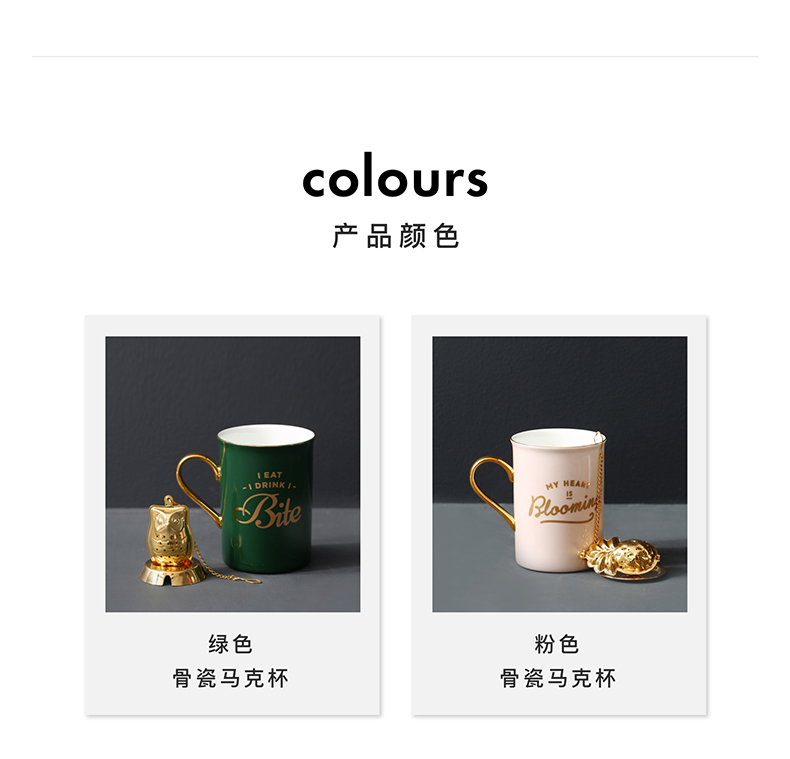 colours
产品颜色
I EAT
I DRINK I
Bite
绿色
骨瓷马克杯
MY HEART
IS
Blooming
粉色
骨瓷马克杯